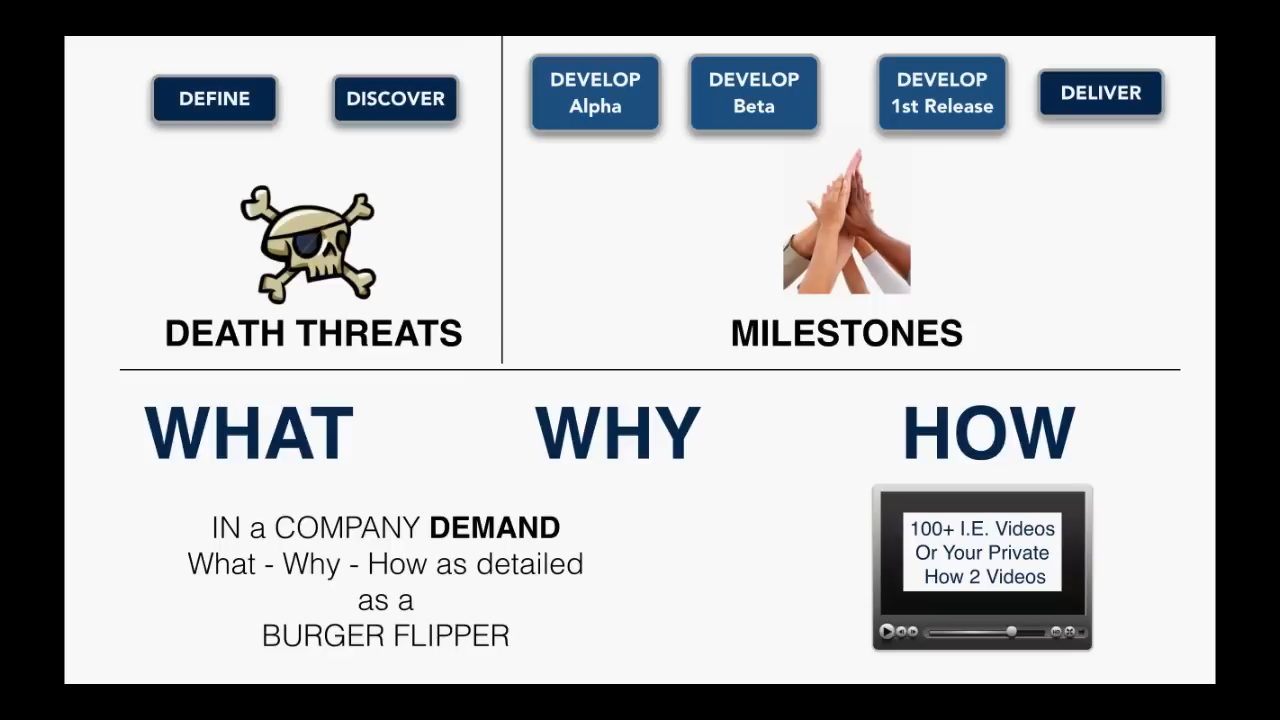 DEFINE
DISCOVER
DEVELOP
Alpha
DEVELOP
Beta
DEVELOP
1st Release
DELIVER
DEATH THREATS
MILESTONES
WHAT
WHY
HOW
IN a COMPANY DEMAND
What - Why - How as detailed
as a
BURGER FLIPPER
100+ I.E. Videos
Or Your Private
How 2 Videos